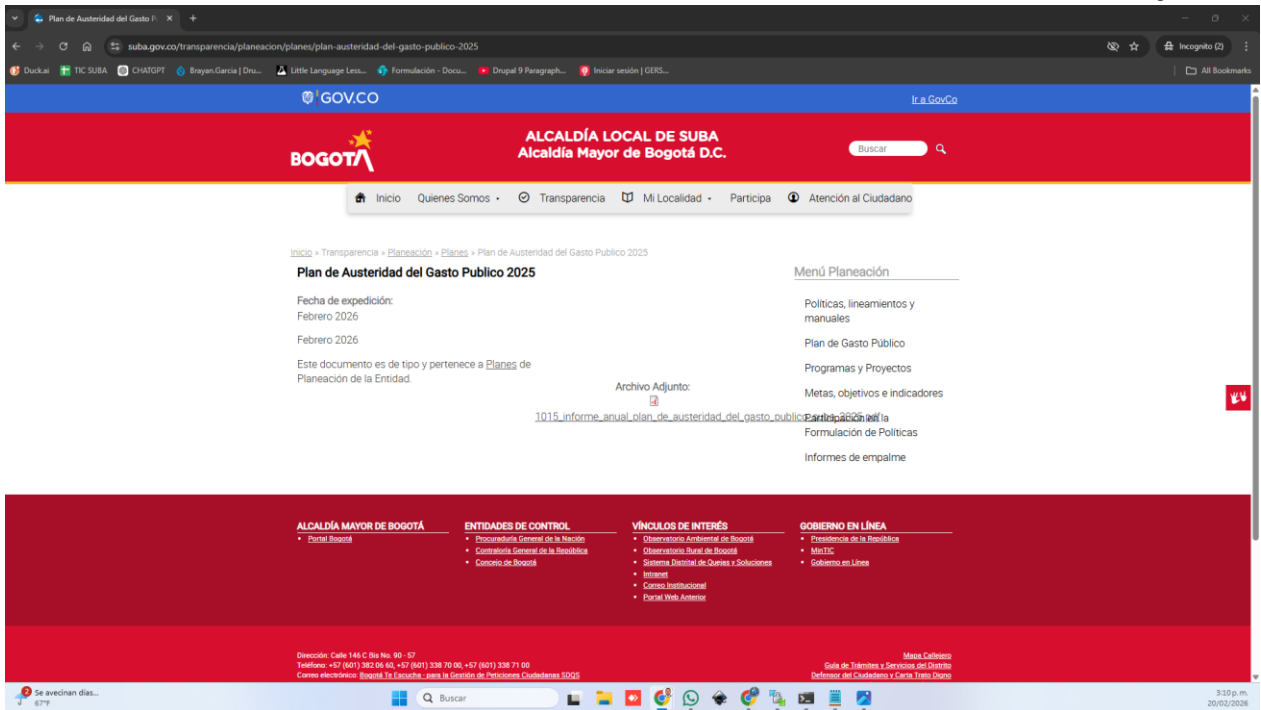 Plan de Austeridad del Gasto P
suba.gov.co/transparencia/planeacion/planes/plan-austeridad-del-gasto-publico-2025
Incognito (2)
Duck.ai
TIC SUBA
CHATGPT
Brayan.Garcia | Dru...
Little Language Less...
Formulación - Docu...
Drupal 9 Paragraph...
Iniciar sesión | GERS...
All Bookmarks
GOV.CO
Ir a GovCo
BOGOTÁ
ALCALDÍA LOCAL DE SUBA
Alcaldía Mayor de Bogotá D.C.
Buscar
Inicio
Quienes Somos
Transparencia
Mi Localidad
Participa
Atención al Ciudadano
Inicio » Transparencia » Planeación » Planes » Plan de Austeridad del Gasto Publico 2025
Plan de Austeridad del Gasto Publico 2025
Fecha de expedición:
Febrero 2026
Febrero 2026
Este documento es de tipo y pertenece a Planes de
Planeación de la Entidad.
Archivo Adjunto:
1015_informe_anual_plan_de_austeridad_del_gasto_publico
Menú Planeación
Políticas, lineamientos y
manuales
Plan de Gasto Público
Programas y Proyectos
Metas, objetivos e indicadores
Participación en la
Formulación de Políticas
Informes de empalme
ALCALDÍA MAYOR DE BOGOTÁ
• Portal Bogotá
ENTIDADES DE CONTROL
• Procuraduría General de la Nación
• Contraloría General de la República
• Concejo de Bogotá
VÍNCULOS DE INTERÉS
• Observatorio Ambiental de Bogotá
• Observatorio Rural de Bogotá
• Sistema Distrital de Quejas y Soluciones
• Intranet
• Correo Institucional
• Portal Web Anterior
GOBIERNO EN LÍNEA
• Presidencia de la República
• MinTIC
• Gobierno en Línea
Dirección: Calle 146 C Bis No. 90 - 57
Teléfono: +57 (601) 382 06 60, +57 (601) 338 70 00, +57 (601) 338 71 00
Correo electrónico: Bogotá Te Escucha - para la Gestión de Peticiones Ciudadanas SDQS
Mapa Callejero
Guía de Trámites y Servicios del Distrito
Defensor del Ciudadano y Carta Trato Digno
2
Se avecinan días...
67°F
Buscar
3:10 p. m.
20/02/2026